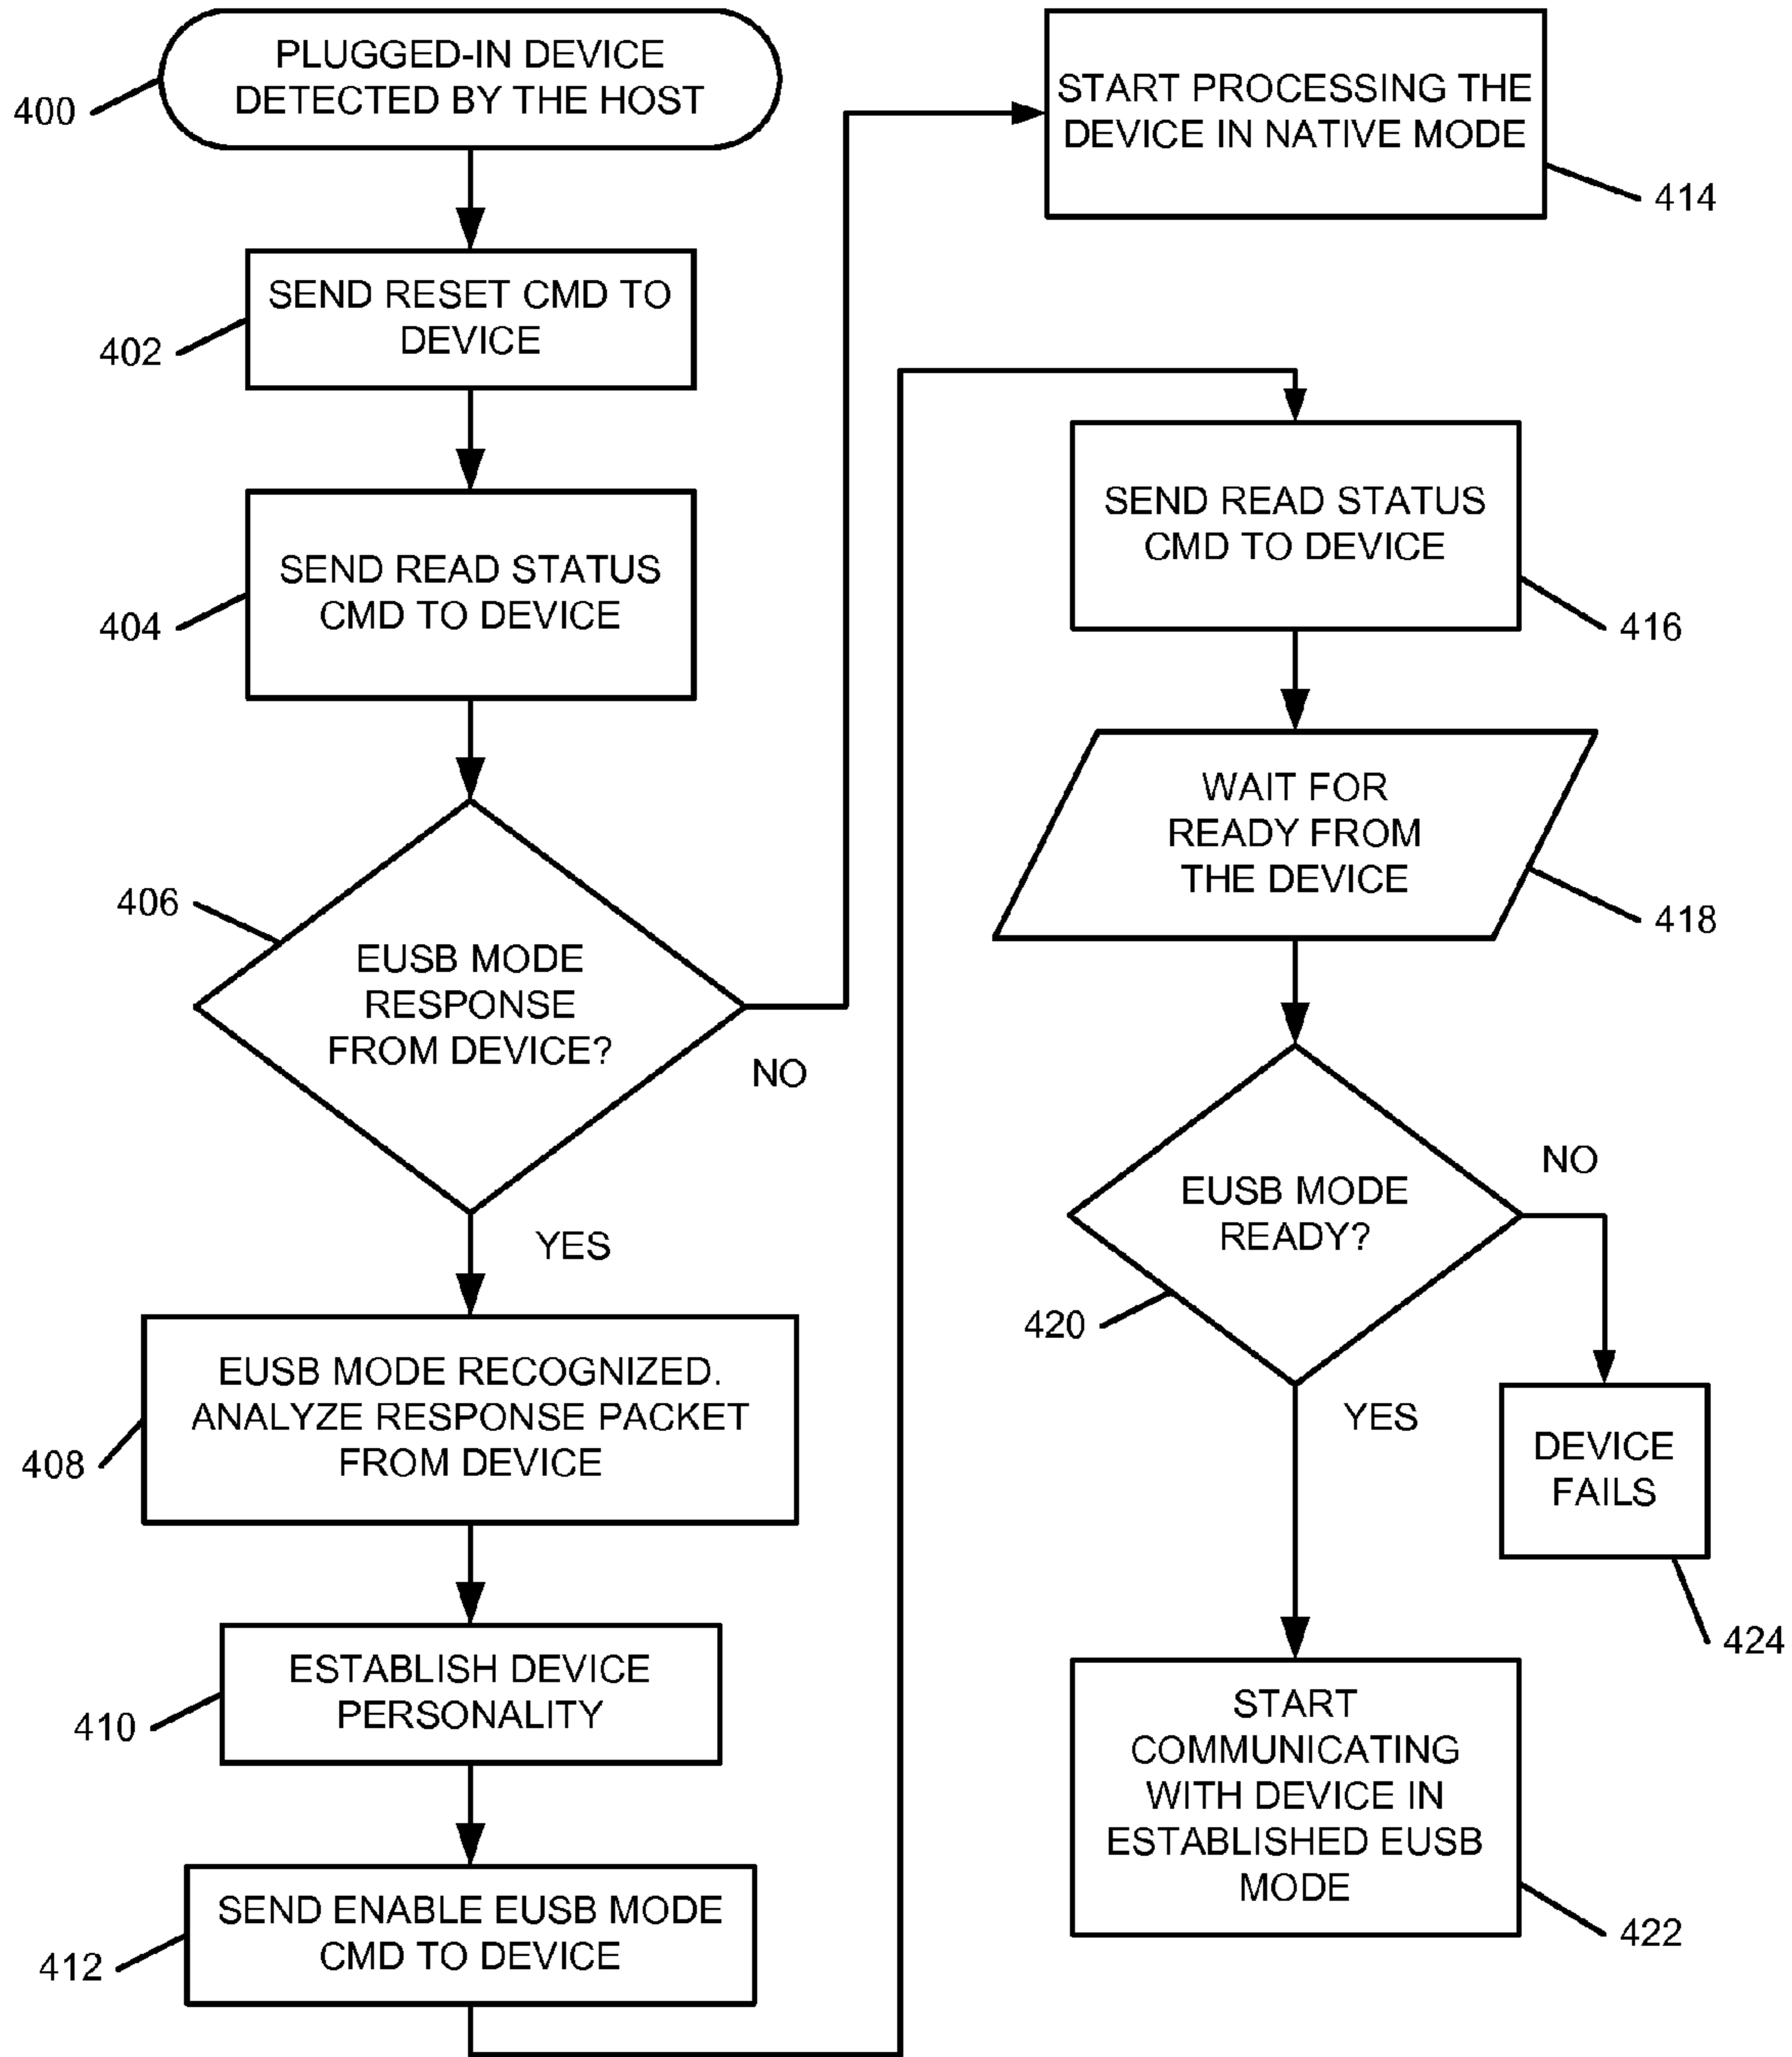 PLUGGED-IN DEVICE
DETECTED BY THE HOST
400
SEND RESET CMD TO
DEVICE
402
SEND READ STATUS
CMD TO DEVICE
404
406
EUSB MODE
RESPONSE
FROM DEVICE?
NO
YES
EUSB MODE RECOGNIZED.
ANALYZE RESPONSE PACKET
FROM DEVICE
408
ESTABLISH DEVICE
PERSONALITY
410
SEND ENABLE EUSB MODE
CMD TO DEVICE
412
START PROCESSING THE
DEVICE IN NATIVE MODE
414
SEND READ STATUS
CMD TO DEVICE
416
WAIT FOR
READY FROM
THE DEVICE
418
EUSB MODE
READY?
NO
420
YES
DEVICE
FAILS
424
START
COMMUNICATING
WITH DEVICE IN
ESTABLISHED EUSB
MODE
422